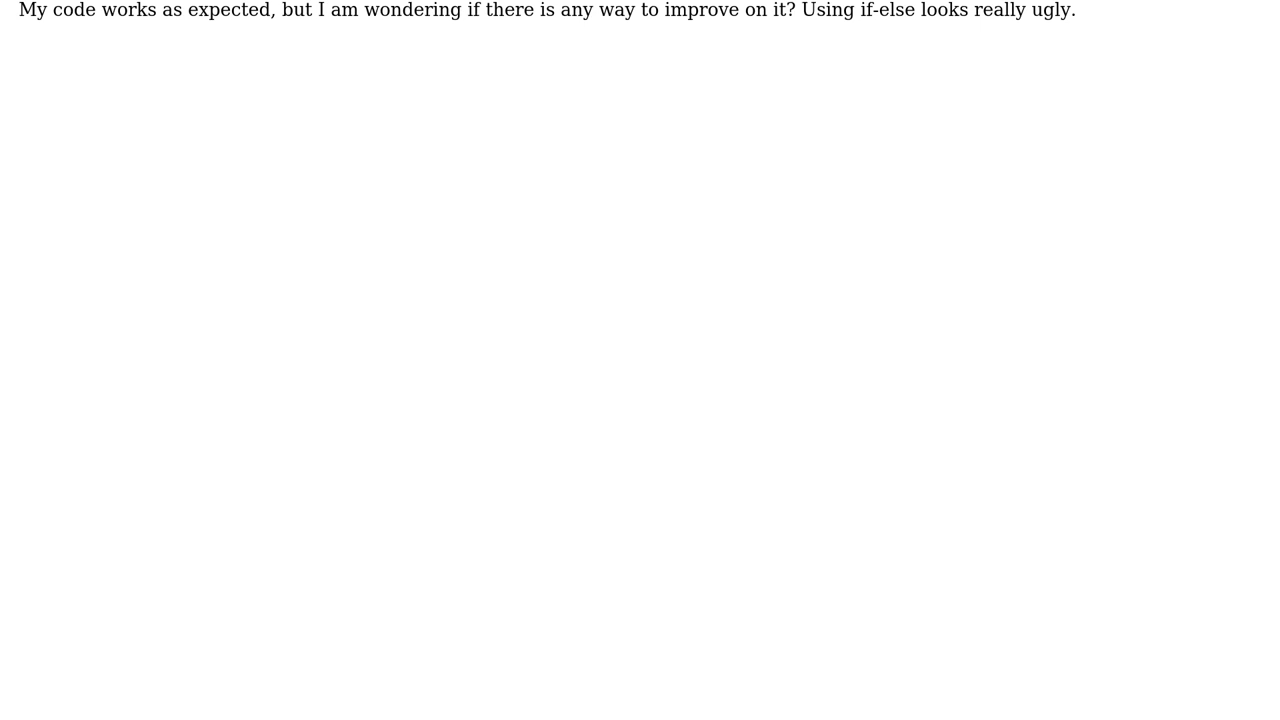 My code works as expected, but I am wondering if there is any way to improve on it? Using if-else looks really ugly.